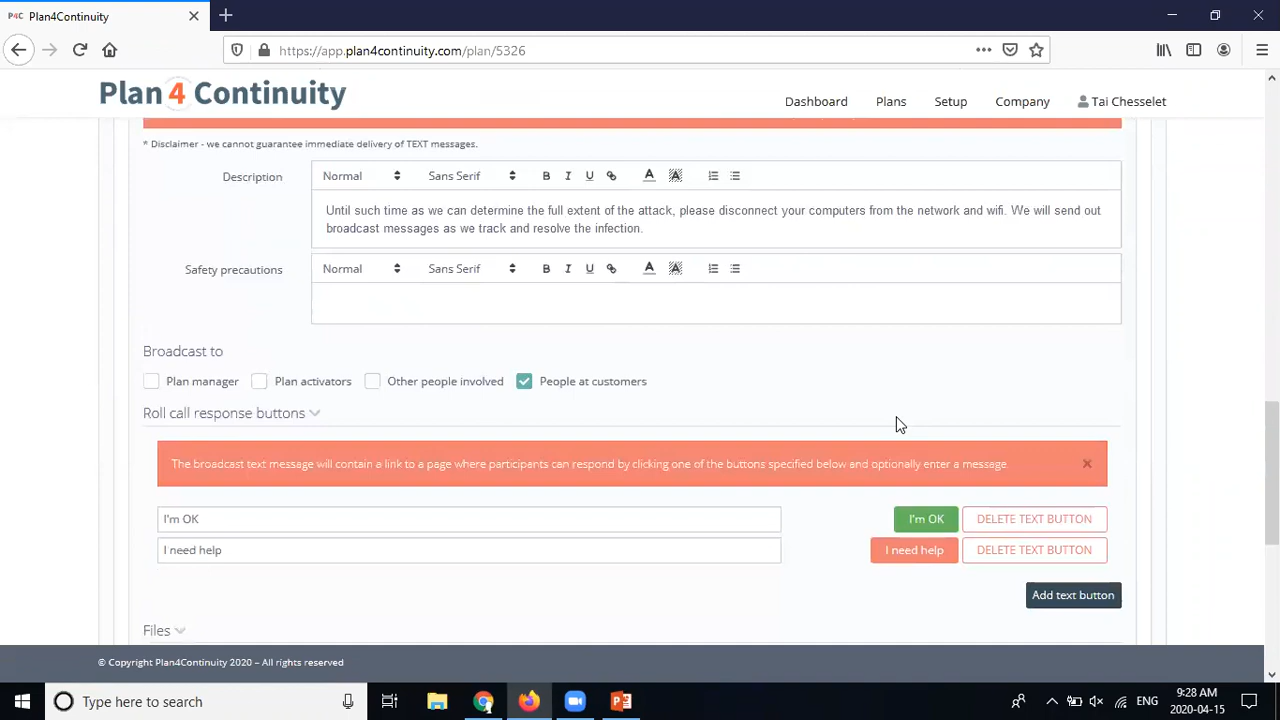 P4C Plan4Continuity
https://app.plan4continuity.com/plan/5326
Plan 4 Continuity
Dashboard Plans Setup Company Tai Chesselet
* Disclaimer - we cannot guarantee immediate delivery of TEXT messages.
Description
Normal Sans Serif B I U A A
Until such time as we can determine the full extent of the attack, please disconnect your computers from the network and wifi. We will send out
broadcast messages as we track and resolve the infection.
Safety precautions
Normal Sans Serif B I U A A
Broadcast to
Plan manager Plan activators Other people involved People at customers
Roll call response buttons
The broadcast text message will contain a link to a page where participants can respond by clicking one of the buttons specified below and optionally enter a message
I'm OK I'm OK DELETE TEXT BUTTON
I need help I need help DELETE TEXT BUTTON
Add text button
Files
© Copyright Plan4Continuity 2020 – All rights reserved
Type here to search
ENG
9:28 AM
2020-04-15